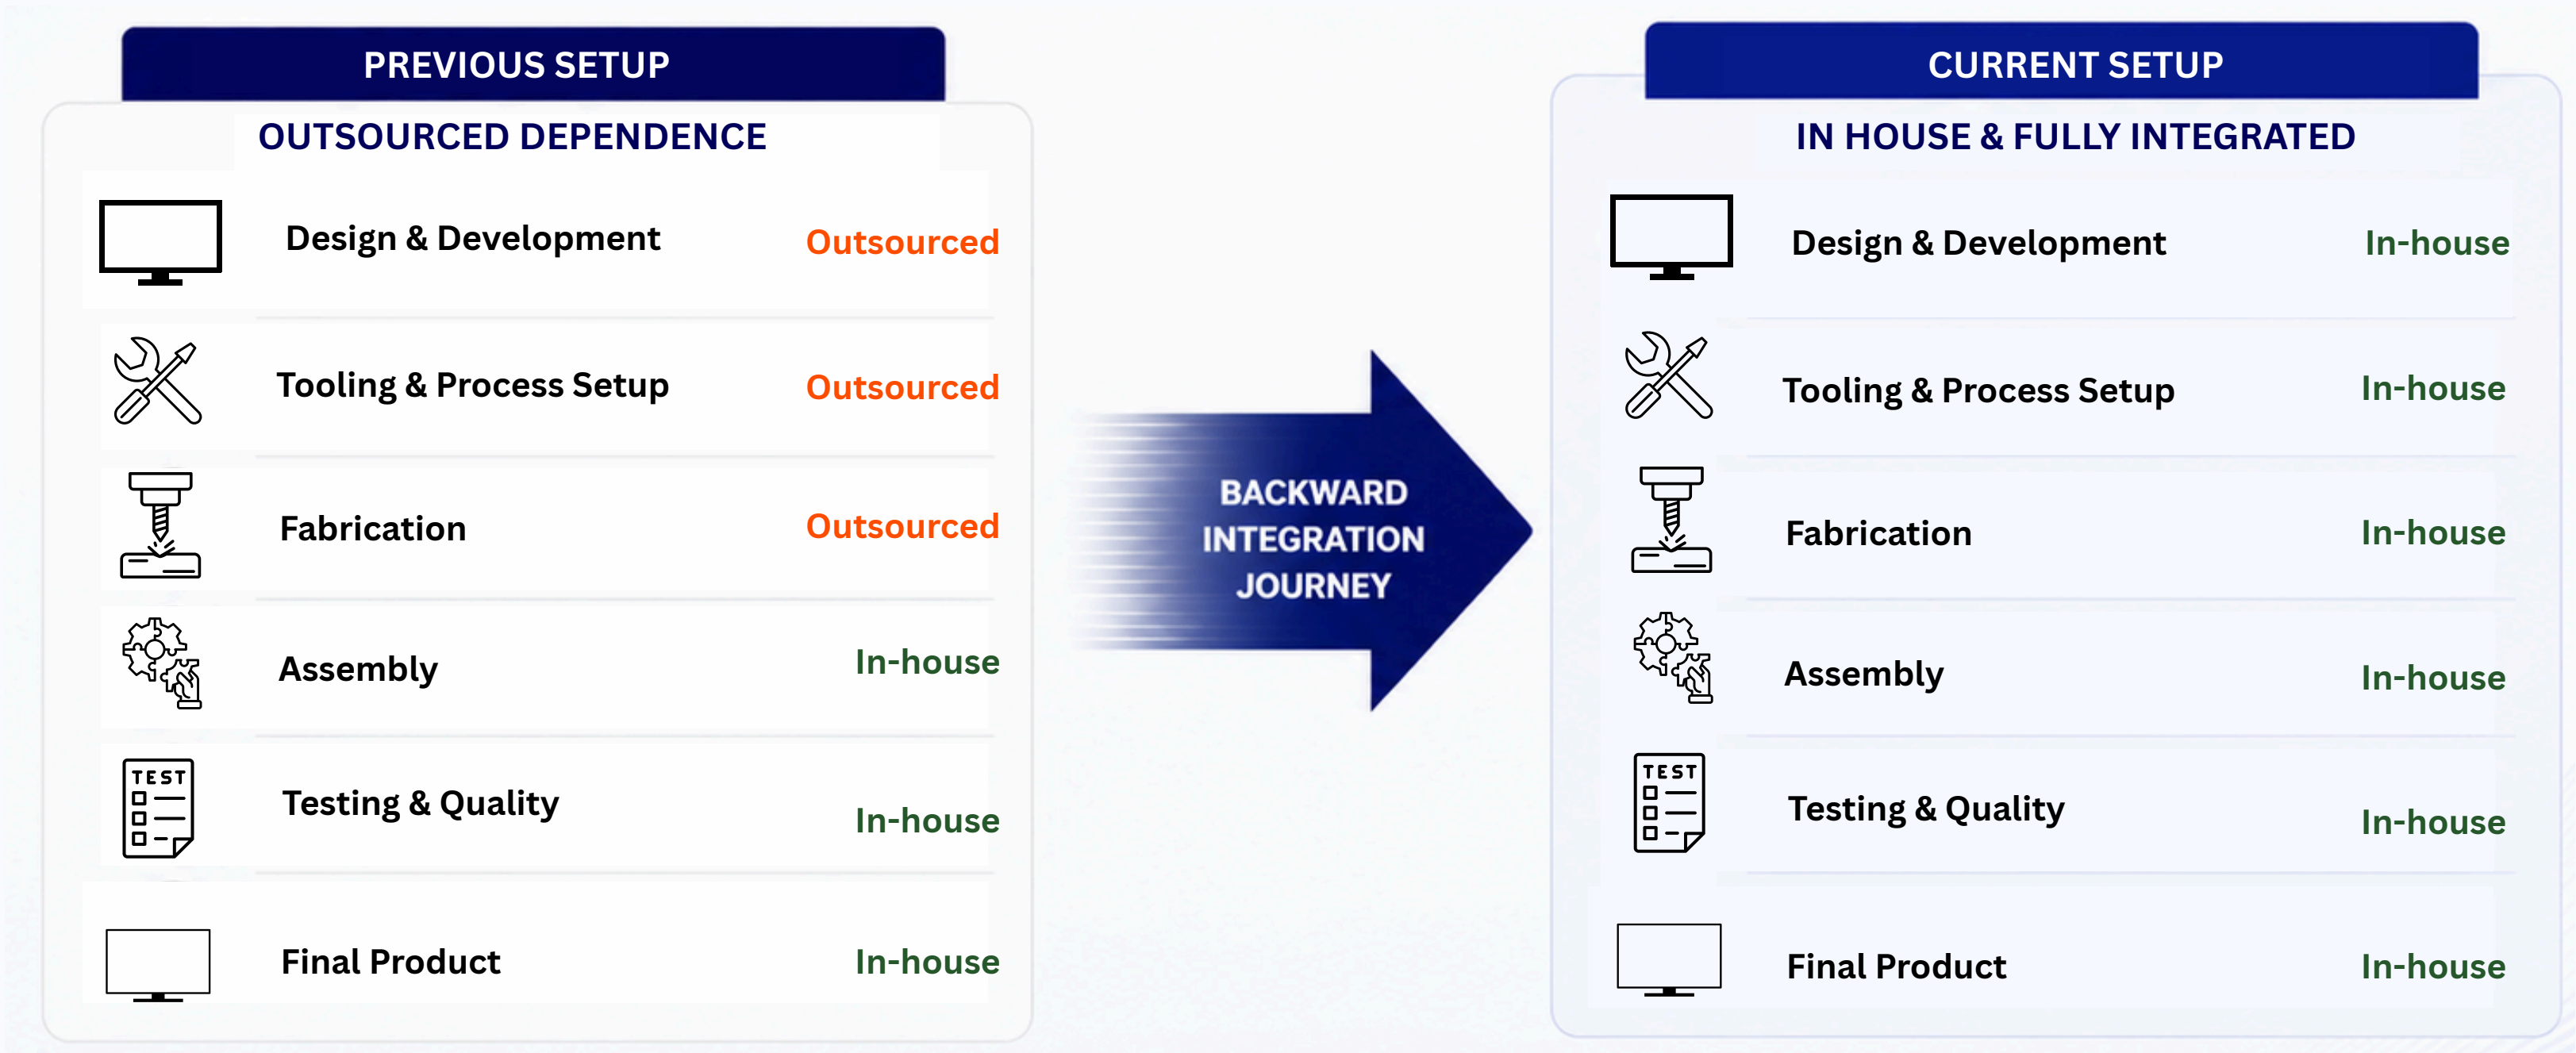 PREVIOUS SETUP
OUTSOURCED DEPENDENCE
Design & Development Outsourced
Tooling & Process Setup Outsourced
Fabrication Outsourced
Assembly In-house
TEST
Testing & Quality In-house
Final Product In-house
BACKWARD
INTEGRATION
JOURNEY
CURRENT SETUP
IN HOUSE & FULLY INTEGRATED
Design & Development In-house
Tooling & Process Setup In-house
Fabrication In-house
Assembly In-house
TEST
Testing & Quality In-house
Final Product In-house